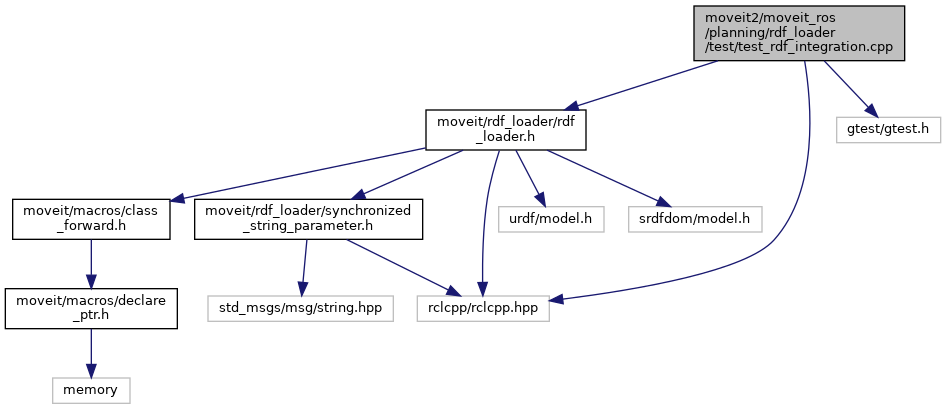 moveit2/moveit_ros
/planning/rdf_loader
/test/test_rdf_integration.cpp
moveit/rdf_loader/rdf
_loader.h
gtest/gtest.h
moveit/macros/class
_forward.h
moveit/rdf_loader/synchronized
_string_parameter.h
urdf/model.h
srdfdom/model.h
moveit/macros/declare
_ptr.h
std_msgs/msg/string.hpp
rclcpp/rclcpp.hpp
memory